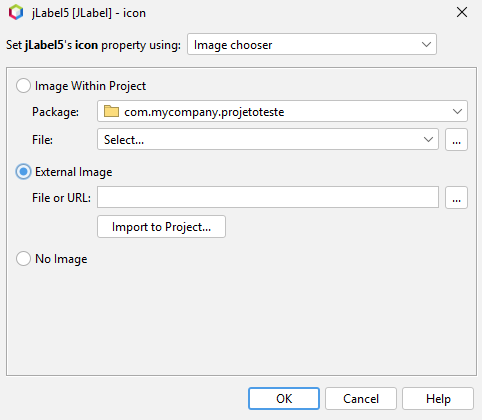 jLabel5 [JLabel] - icon
Set jLabel5's icon property using: Image chooser
Image Within Project
Package: com.mycompany.projetoteste
File: Select... ...
External Image
File or URL: ...
Import to Project...
No Image
OK Cancel Help